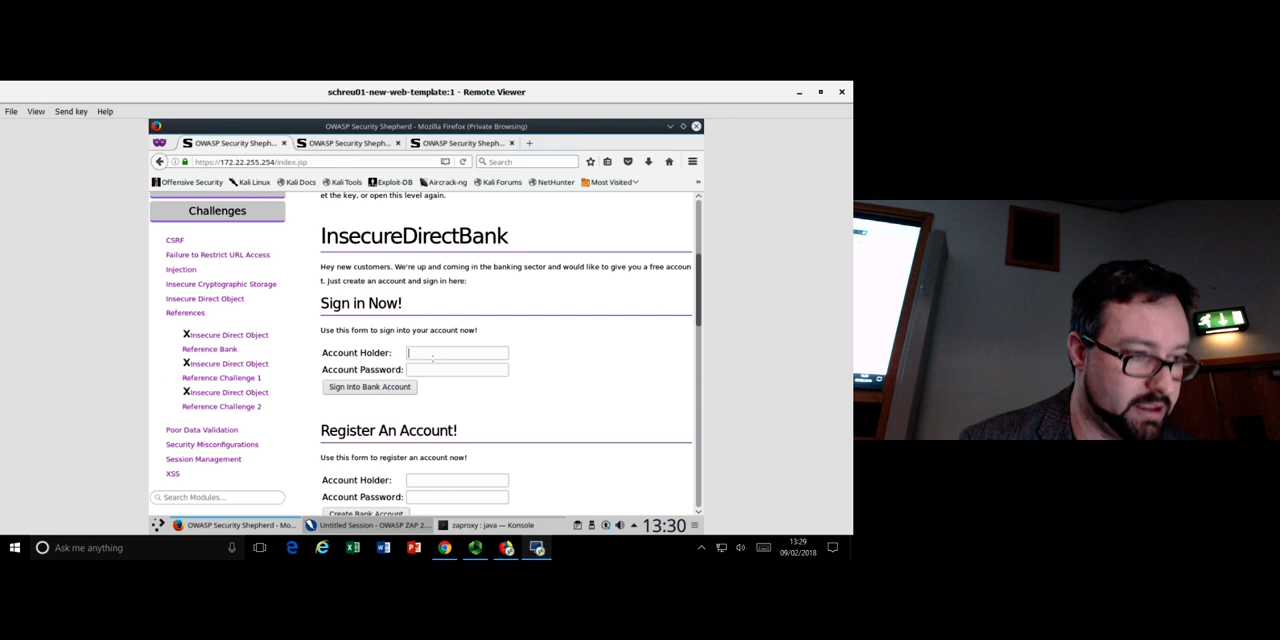 schreu01-new-web-template:1 - Remote Viewer
File View Send key Help
OWASP Security Shepherd - Mozilla Firefox (Private Browsing)
OWASP Security Sheph...
OWASP Security Sheph...
OWASP Security Sheph...
https://172.22.255.254/index.jsp
Search
Offensive Security
Kali Linux
Kali Docs
Kali Tools
Exploit-DB
Aircrack-ng
Kali Forums
NetHunter
Most Visited
Challenges
CSRF
Failure to Restrict URL Access
Injection
Insecure Cryptographic Storage
Insecure Direct Object
References
XInsecure Direct Object
Reference Bank
XInsecure Direct Object
Reference Challenge 1
XInsecure Direct Object
Reference Challenge 2
Poor Data Validation
Security Misconfigurations
Session Management
XSS
Search Modules...
et the key, or open this level again.
InsecureDirectBank
Hey new customers. We're up and coming in the banking sector and would like to give you a free accoun
t. Just create an account and sign in here:
Sign in Now!
Use this form to sign into your account now!
Account Holder:
Account Password:
Sign Into Bank Account
Register An Account!
Use this form to register an account now!
Account Holder:
Account Password:
Create Bank Account
OWASP Security Shepherd - Mo...
Untitled Session - OWASP ZAP 2....
zaproxy : java — Konsole
13:30
Ask me anything
13:29
09/02/2018